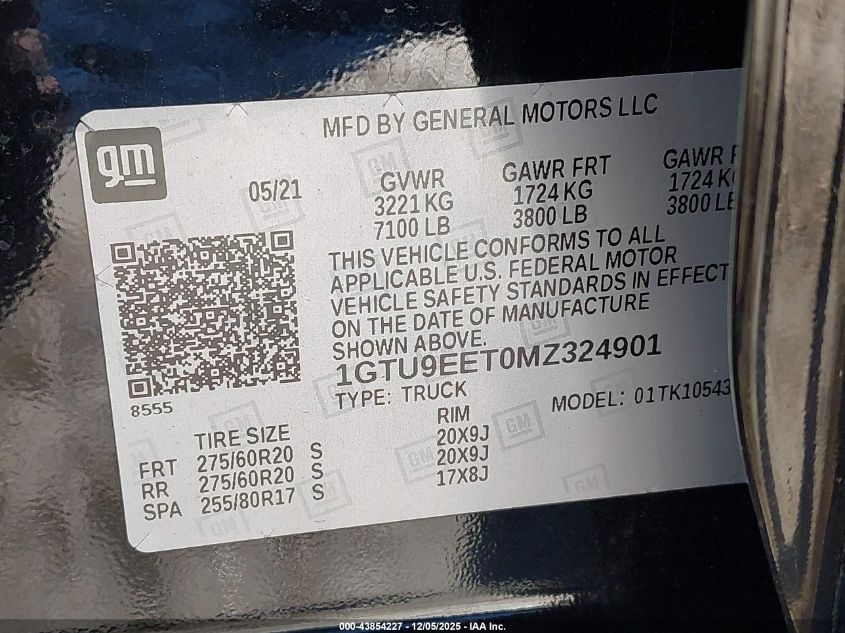 gm
MFD BY GENERAL MOTORS LLC
05/21
GVWR
3221 KG
7100 LB
GAWR FRT
1724 KG
3800 LB
GAWR
1724 K
3800 L
THIS VEHICLE CONFORMS TO ALL
APPLICABLE U.S. FEDERAL MOTOR
VEHICLE SAFETY STANDARDS IN EFFECT
ON THE DATE OF MANUFACTURE
SHOWN ABOVE.
1GTU9EET0MZ324901
TYPE: TRUCK
MODEL: 01TK10543
8555
TIRE SIZE RIM
FRT 275/60R20 S 20X9J
RR 275/60R20 S 20X9J
SPA 255/80R17 S 17X8J
000-43854227 - 12/05/2025 - IAA Inc.